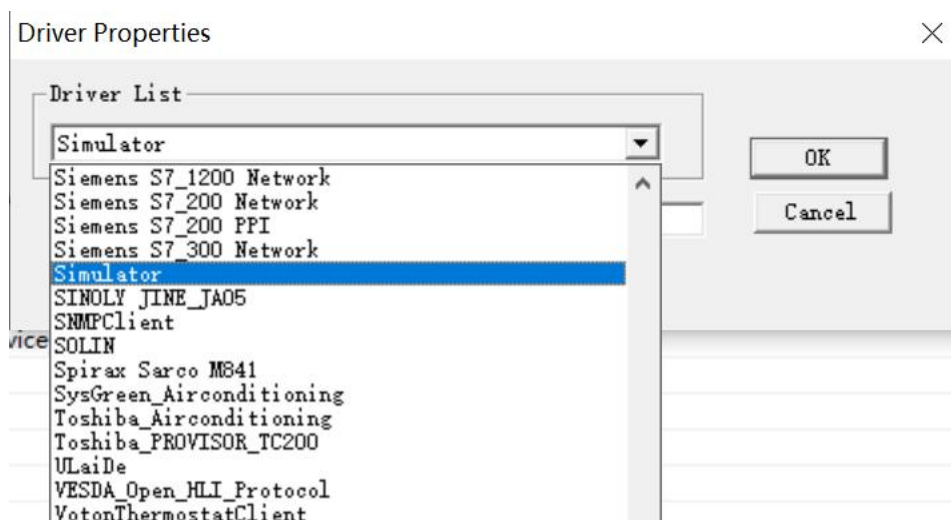 Driver Properties
Driver List
Simulator
OK
Cancel
Siemens S7_1200 Network
Siemens S7_200 Network
Siemens S7_200 PPI
Siemens S7_300 Network
Simulator
SINOLY JINE_JA05
SNMPClient
SOLIN
Spirax Sarco M841
SysGreen_Airconditioning
Toshiba_Airconditioning
Toshiba_PROVISOR_TC200
ULaiDe
VESDA_Open_HLI_Protocol
VotonThermostatClient